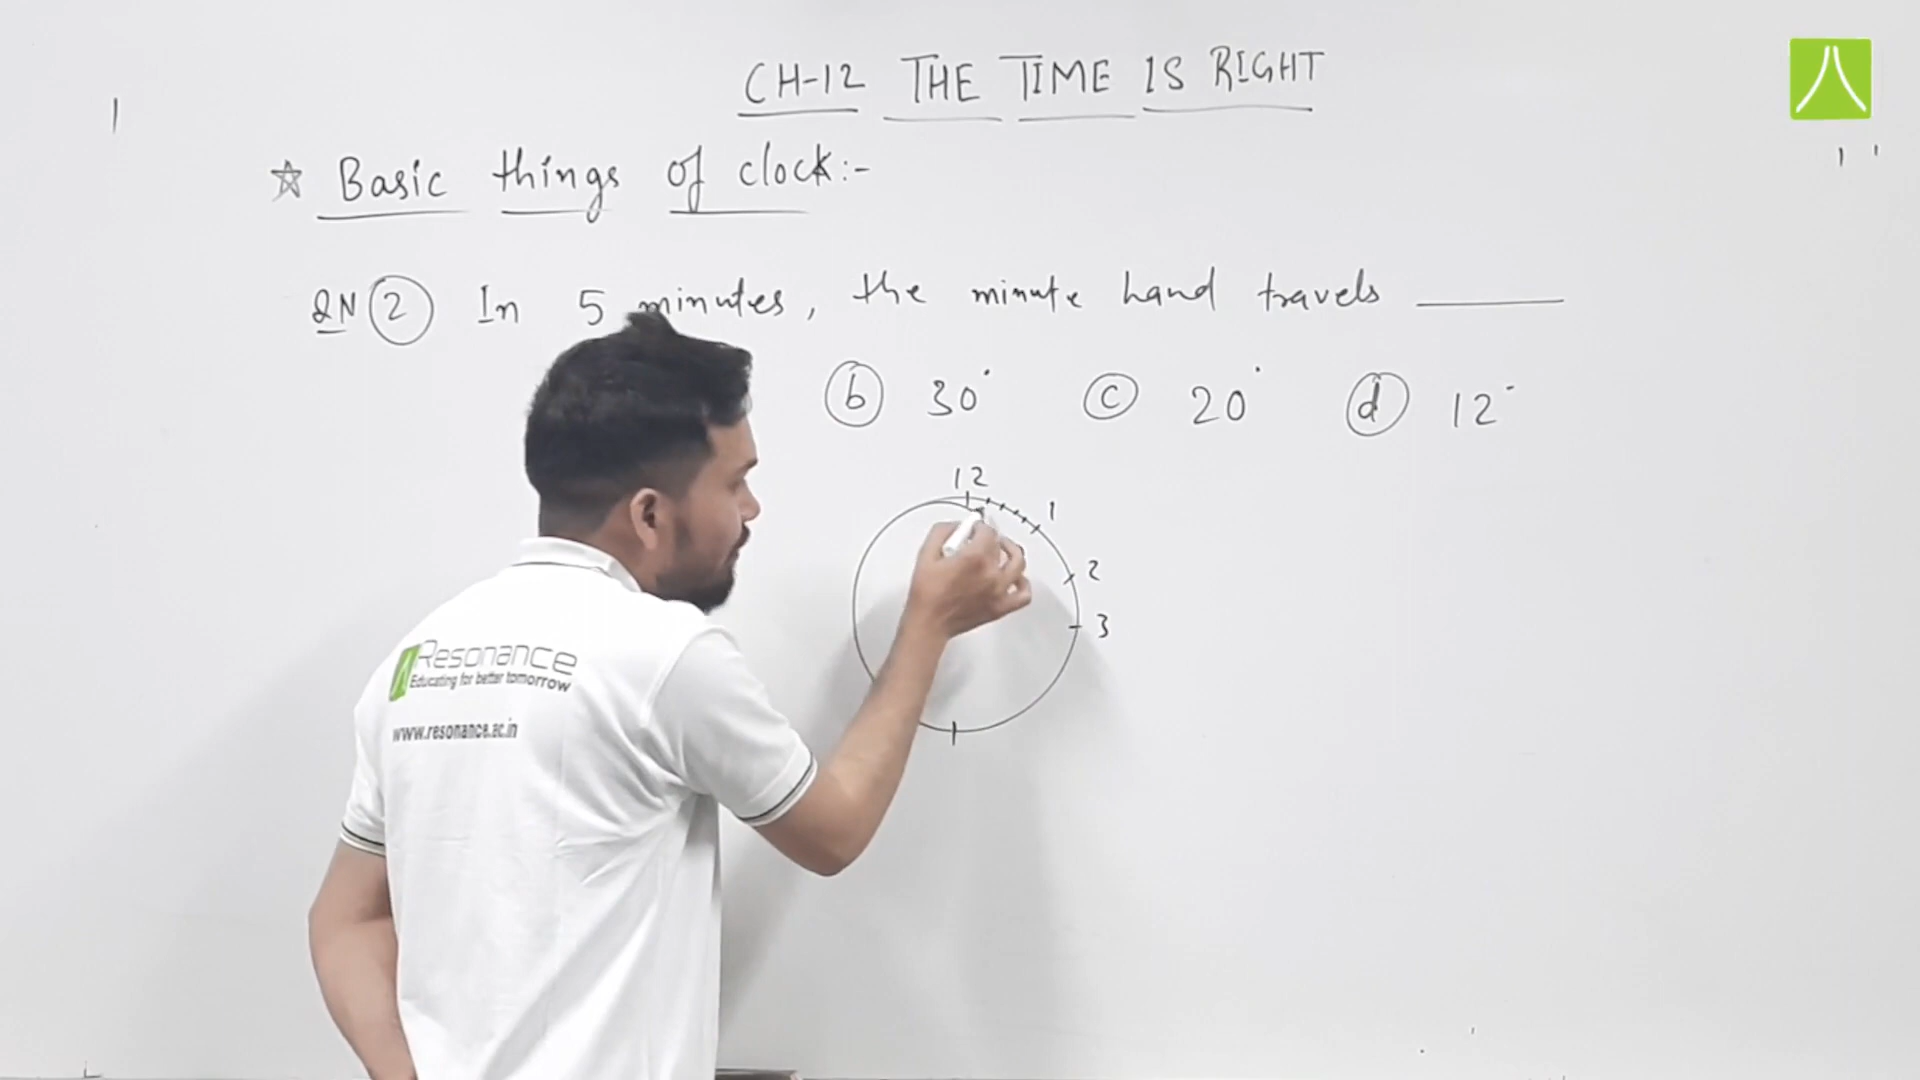 CH-12 THE TIME IS RIGHT
☆ Basic things of clock:-
QN ② In 5 minutes, the minute hand travels ______
ⓑ 30° ⓒ 20° ⓓ 12°
12
1
2
3
Resonance
Educating for better tomorrow
www.resonance.ac.in